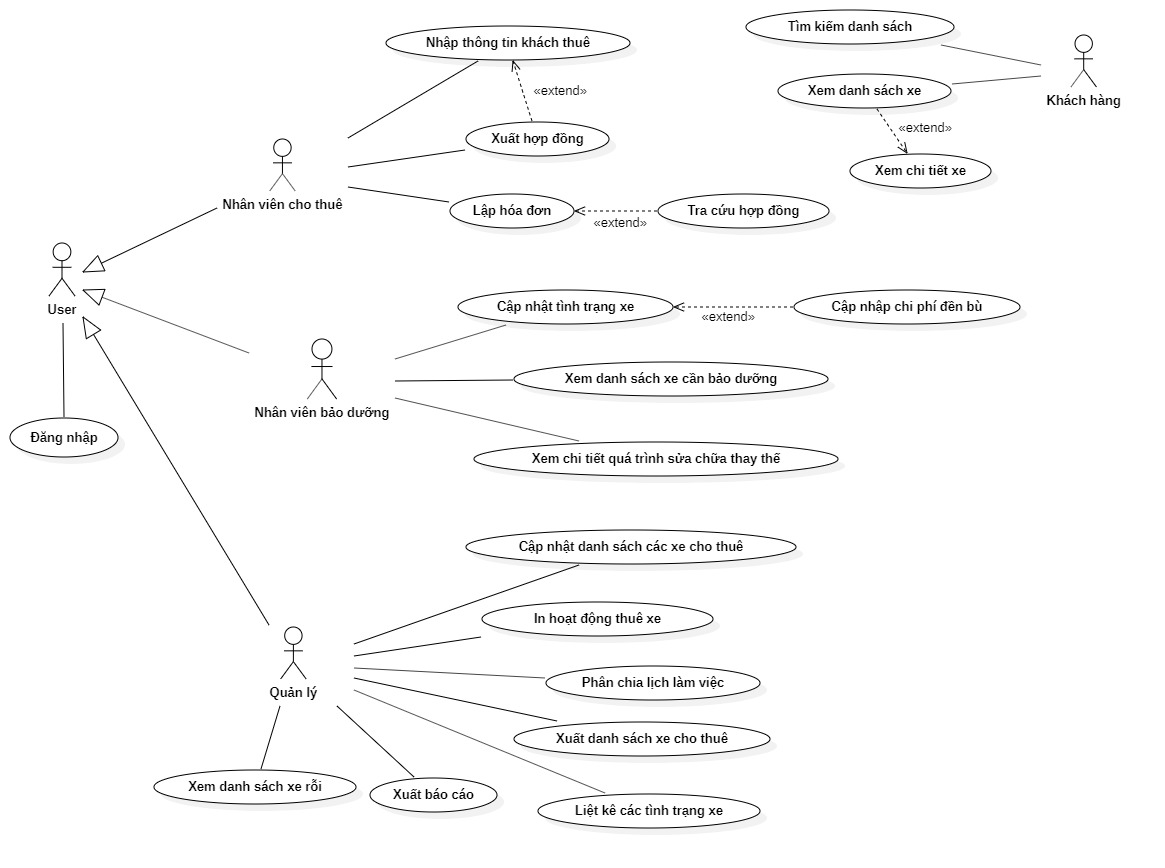 Tìm kiếm danh sách
Nhập thông tin khách thuê
Xem danh sách xe
«extend»
Khách hàng
«extend»
Xuất hợp đồng
Xem chi tiết xe
Nhân viên cho thuê
Lập hóa đơn
Tra cứu hợp đồng
«extend»
User
Cập nhật tình trạng xe
Cập nhập chi phí đền bù
«extend»
Xem danh sách xe cần bảo dưỡng
Nhân viên bảo dưỡng
Đăng nhập
Xem chi tiết quá trình sửa chữa thay thế
Cập nhật danh sách các xe cho thuê
In hoạt động thuê xe
Phân chia lịch làm việc
Quản lý
Xuất danh sách xe cho thuê
Xem danh sách xe rỗi
Xuất báo cáo
Liệt kê các tình trạng xe